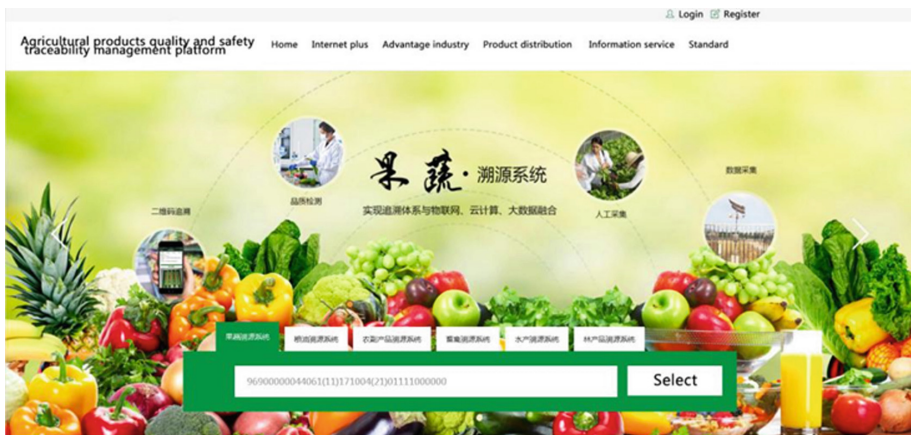 Login Register
Agricultural products quality and safety
traceability management platform
Home Internet plus Advantage industry Product distribution Information service Standard
果蔬·溯源系统
实现追溯体系与物联网、云计算、大数据融合
二维码追溯
品质检测
人工采集
数据采集
果蔬溯源系统 粮油溯源系统 农副产品溯源系统 畜禽溯源系统 水产溯源系统 林产品溯源系统
96900000044061(11)171004(21)01111000000
Select